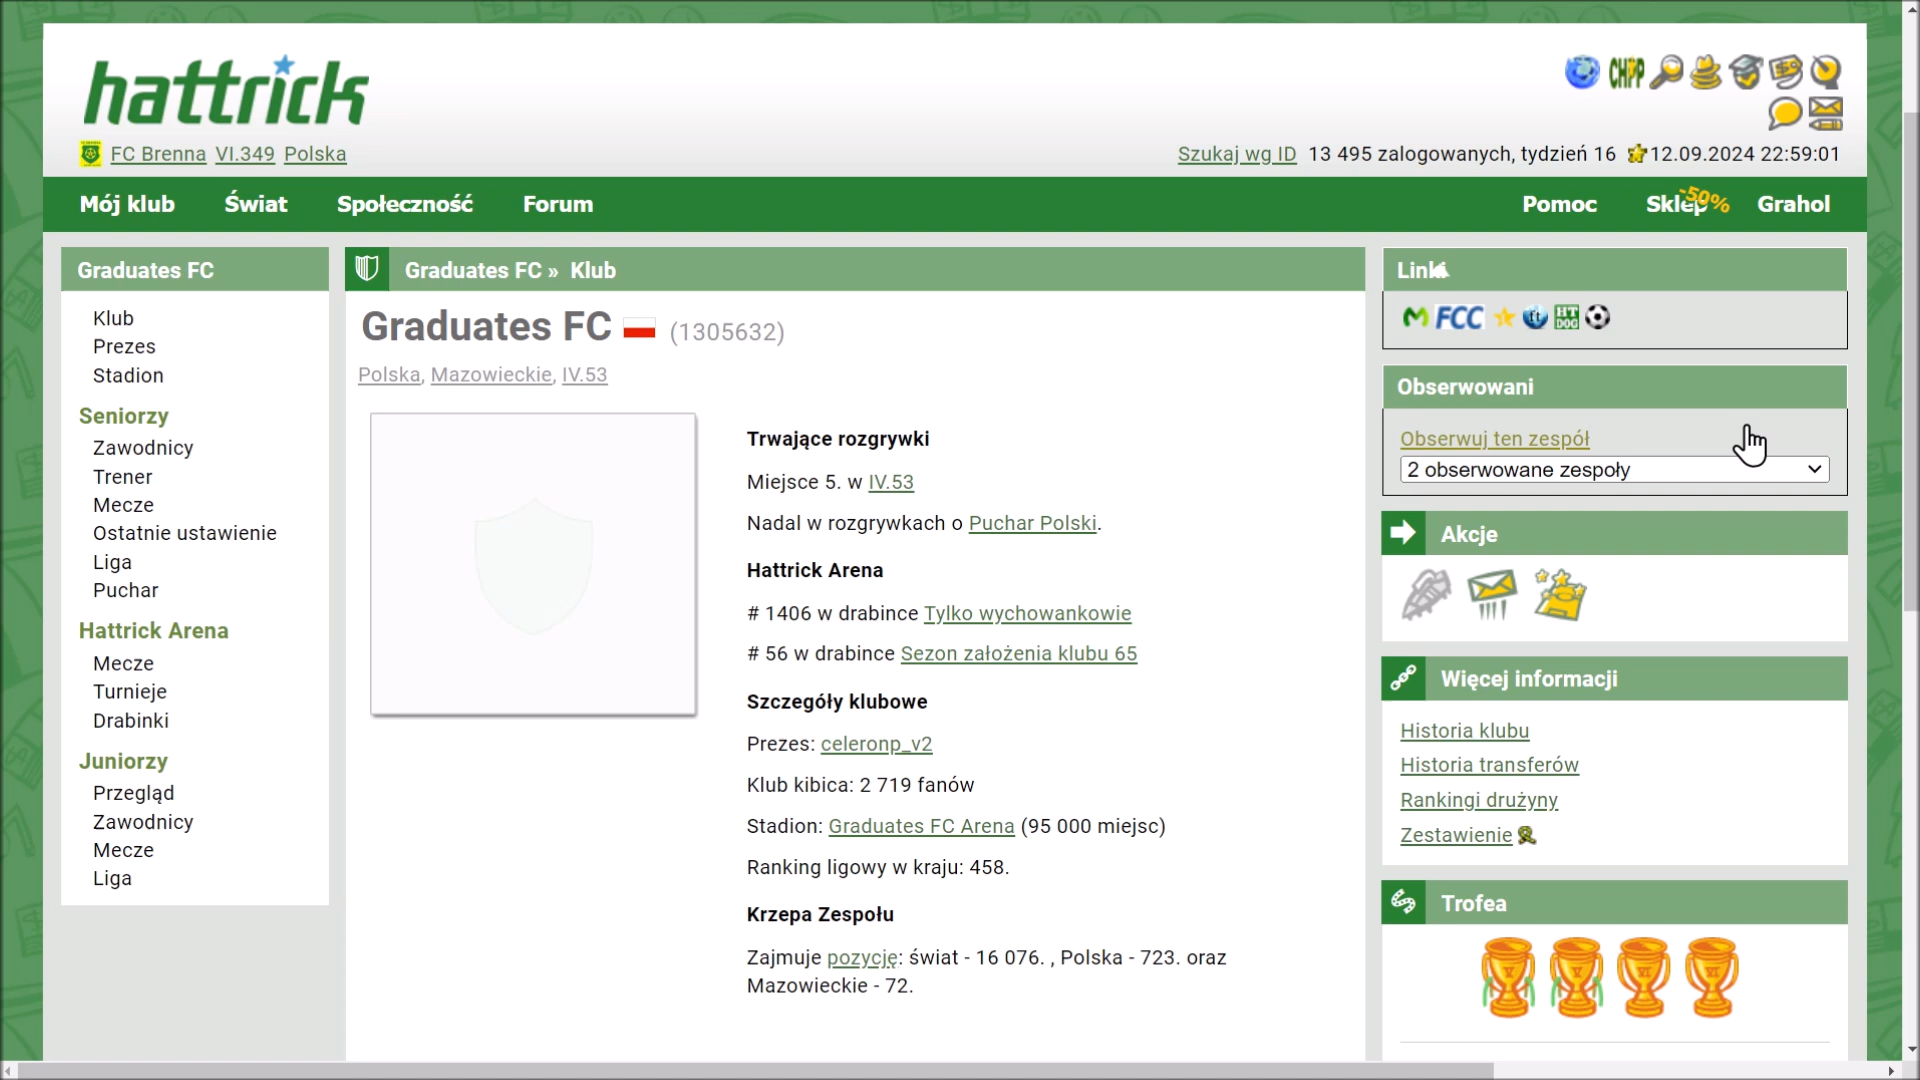 hattrick
CHPP
FC Brenna VI.349 Polska
Szukaj wg ID 13 495 zalogowanych, tydzień 16 12.09.2024 22:59:01
Mój klub Świat Społeczność Forum Pomoc Sklep -50% Grahol
Graduates FC
Klub
Prezes
Stadion
Seniorzy
Zawodnicy
Trener
Mecze
Ostatnie ustawienie
Liga
Puchar
Hattrick Arena
Mecze
Turnieje
Drabinki
Juniorzy
Przegląd
Zawodnicy
Mecze
Liga
Graduates FC » Klub
Graduates FC (1305632)
Polska, Mazowieckie, IV.53
Trwające rozgrywki
Miejsce 5. w IV.53
Nadal w rozgrywkach o Puchar Polski.
Hattrick Arena
# 1406 w drabince Tylko wychowankowie
# 56 w drabince Sezon założenia klubu 65
Szczegóły klubowe
Prezes: celeronp_v2
Klub kibica: 2 719 fanów
Stadion: Graduates FC Arena (95 000 miejsc)
Ranking ligowy w kraju: 458.
Krzepa Zespołu
Zajmuje pozycję: świat - 16 076. , Polska - 723. oraz
Mazowieckie - 72.
Linki
FCC ft HT DOG
Obserwowani
Obserwuj ten zespół
2 obserwowane zespoły
Akcje
Więcej informacji
Historia klubu
Historia transferów
Rankingi drużyny
Zestawienie
Trofea
V V VI VI